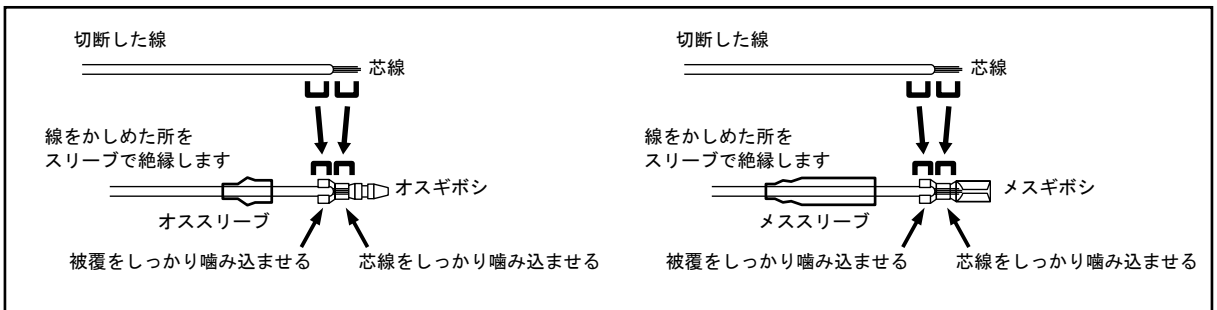 切断した線
芯線
線をかしめた所を
スリーブで絶縁します
オスギボシ
オススリーブ
被覆をしっかり噛み込ませる
芯線をしっかり噛み込ませる
切断した線
芯線
線をかしめた所を
スリーブで絶縁します
メスギボシ
メススリーブ
被覆をしっかり噛み込ませる
芯線をしっかり噛み込ませる